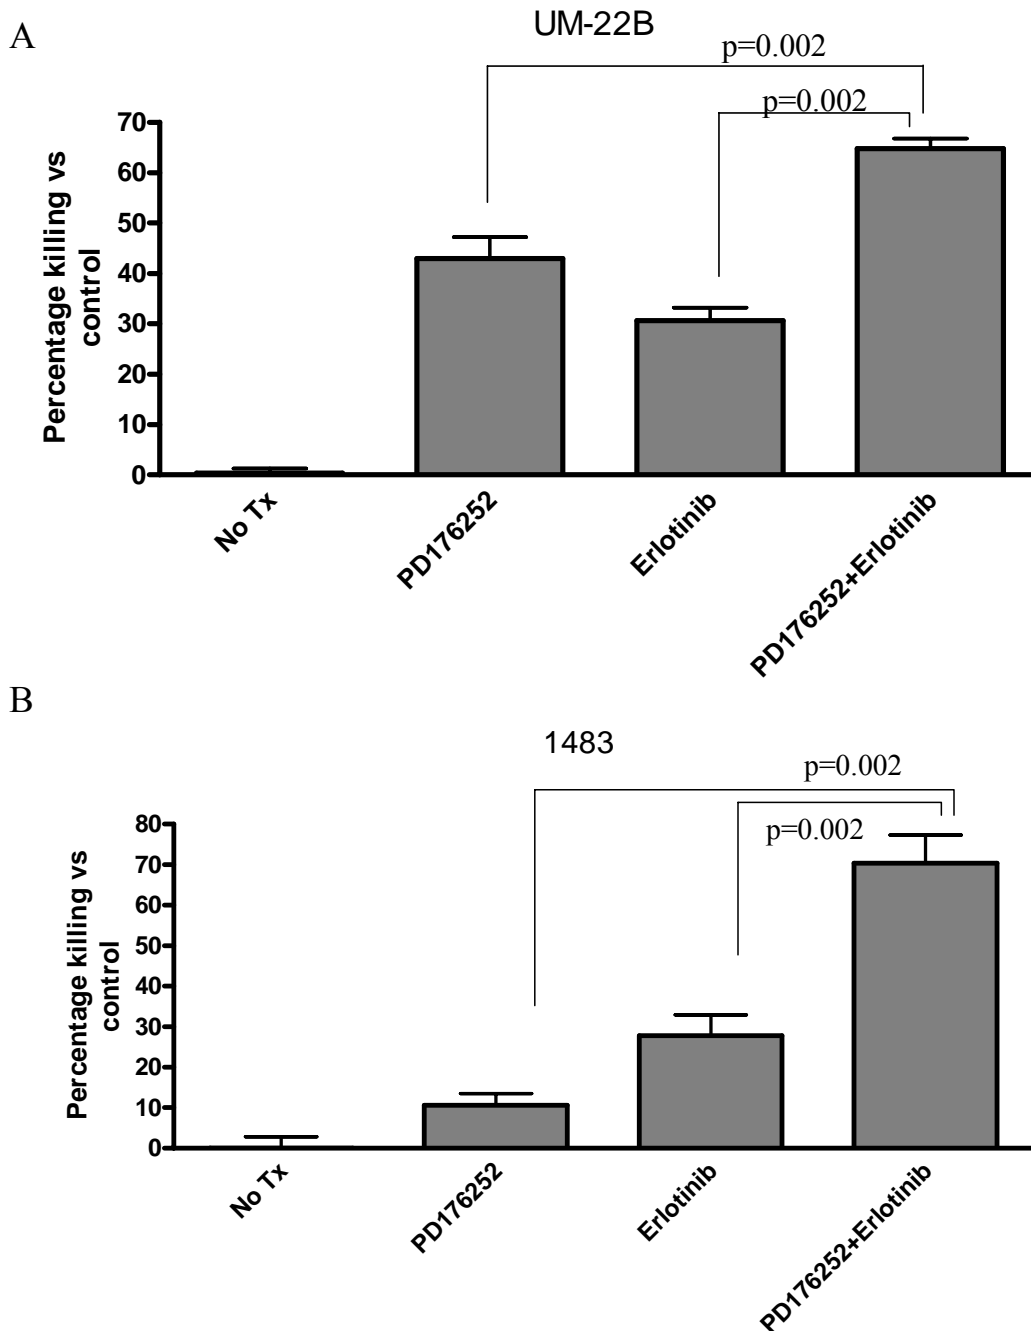 A
UM-22B
p=0.002
p=0.002
Percentage killing vs
control
70
60
50
40
30
20
10
0
No Tx
PD176252
Erlotinib
PD176252+Erlotinib
B
1483
p=0.002
p=0.002
Percentage killing vs
control
80
70
60
50
40
30
20
10
0
No Tx
PD176252
Erlotinib
PD176252+Erlotinib